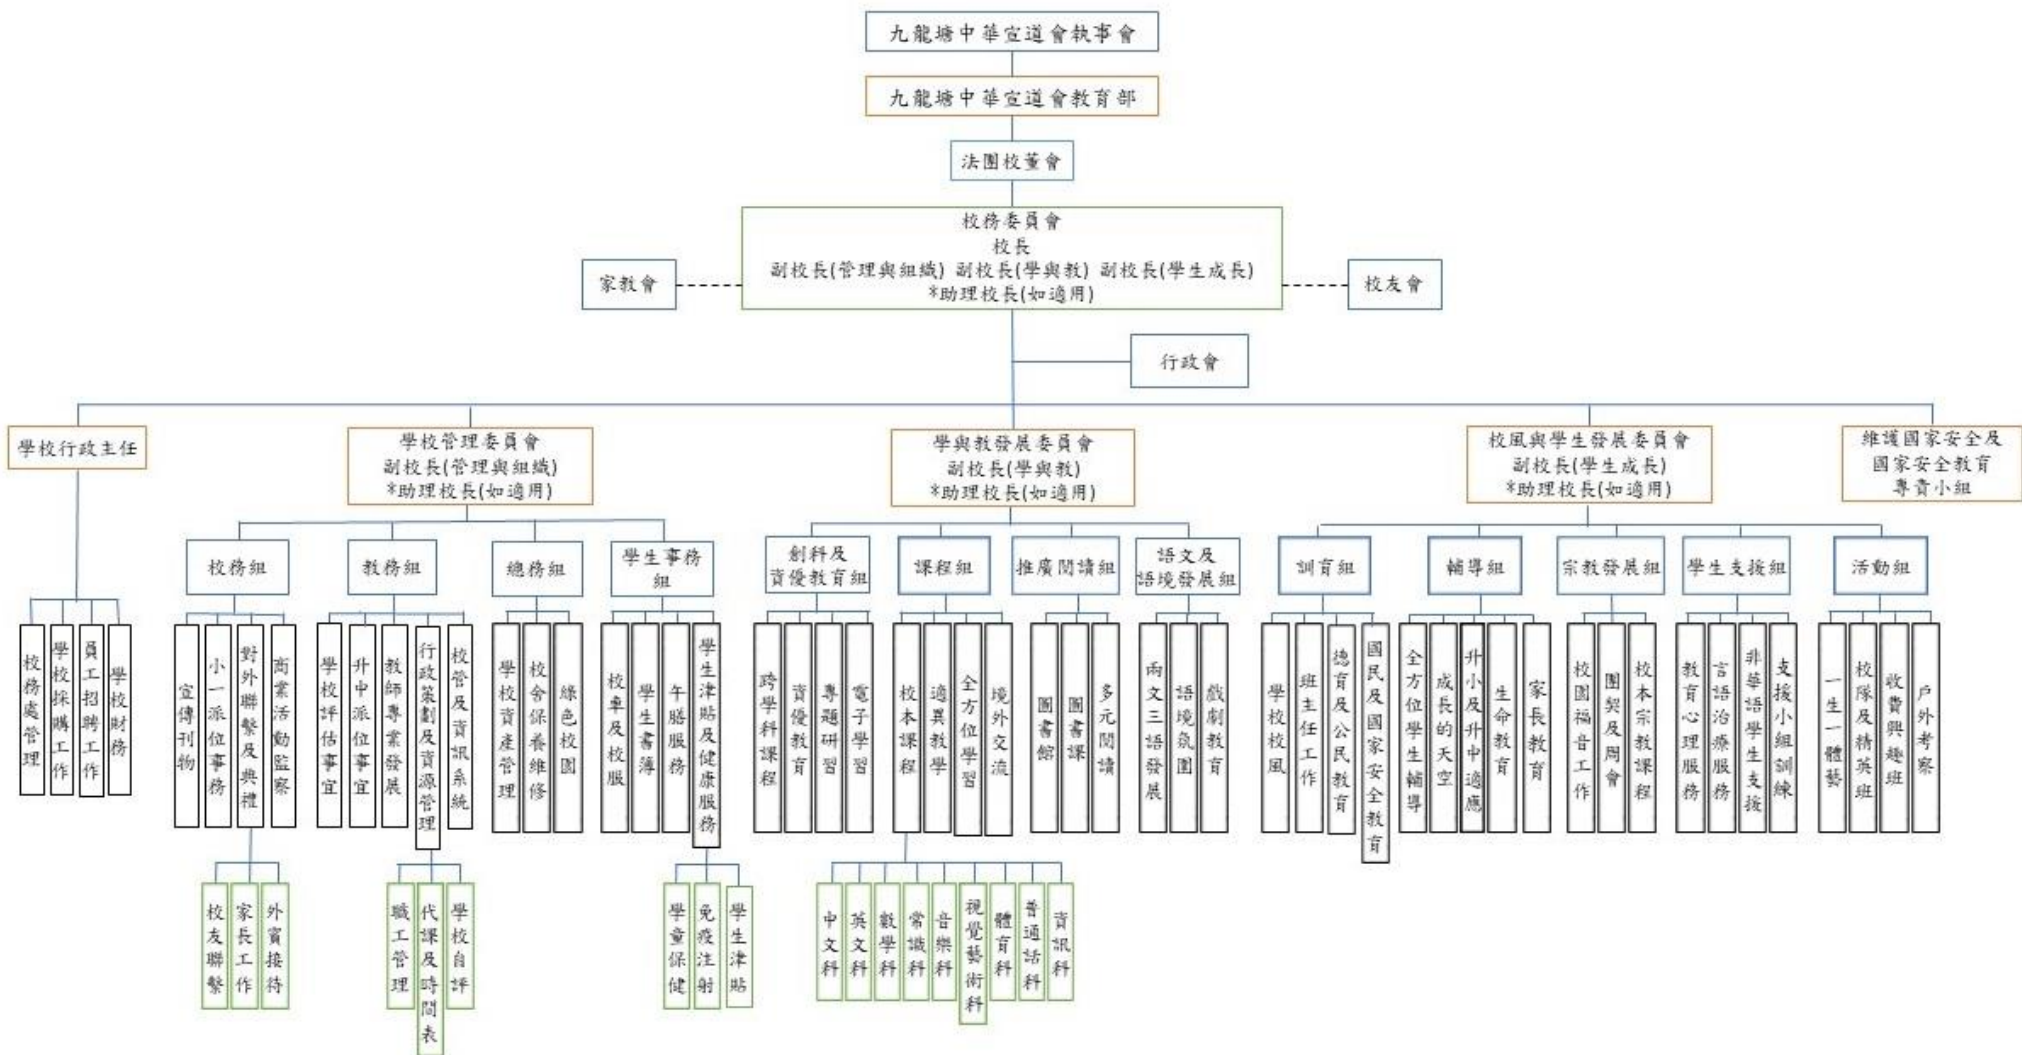 九龍塘中華宣道會執事會
九龍塘中華宣道會教育部
法團校董會
校務委員會
校長
副校長(管理與組織) 副校長(學與教) 副校長(學生成長)
*助理校長(如適用)
家教會
校友會
行政會
學校行政主任
學校管理委員會
副校長(管理與組織)
*助理校長(如適用)
學與教發展委員會
副校長(學與教)
*助理校長(如適用)
校風與學生發展委員會
副校長(學生成長)
*助理校長(如適用)
維護國家安全及
國家安全教育
專責小組
校務組
教務組
總務組
學生事務
組
創科及
資優教育組
課程組
推廣閱讀組
語文及
語境發展組
訓育組
輔導組
宗教發展組
學生支援組
活動組
校務處管理
學校採購工作
員工招聘工作
學校財務
宣傳刊物
小一派位事務
對外聯繫及典禮
商業活動監察
學校評估事宜
升中派位事宜
教師專業發展
行政策劃及資源管理
校管及資訊系統
學校資產管理
校舍保養維修
綠色校園
校車及校服
學生書簿
午膳服務
學生津貼及健康服務
跨學科課程
資優教育
專題研習
電子學習
校本課程
適異教學
全方位學習
境外交流
圖書館
圖書課
多元閱讀
兩文三語發展
語境氛圍
戲劇教育
學校校風
班主任工作
德育及公民教育
國民及國家安全教育
全方位學生輔導
成長的天空
升小及升中適應
生命教育
家長教育
校園福音工作
團契及周會
校本宗教課程
教育心理服務
言語治療服務
非華語學生支援
支援小組訓練
一生一體藝
校隊及精英班
收費興趣班
戶外考察
校友聯繫
家長工作
外賓接待
職工管理
代課及時間表
學校自評
學童保健
免疫注射
學生津貼
中文科
英文科
數學科
常識科
音樂科
視覺藝術科
體育科
普通話科
資訊科